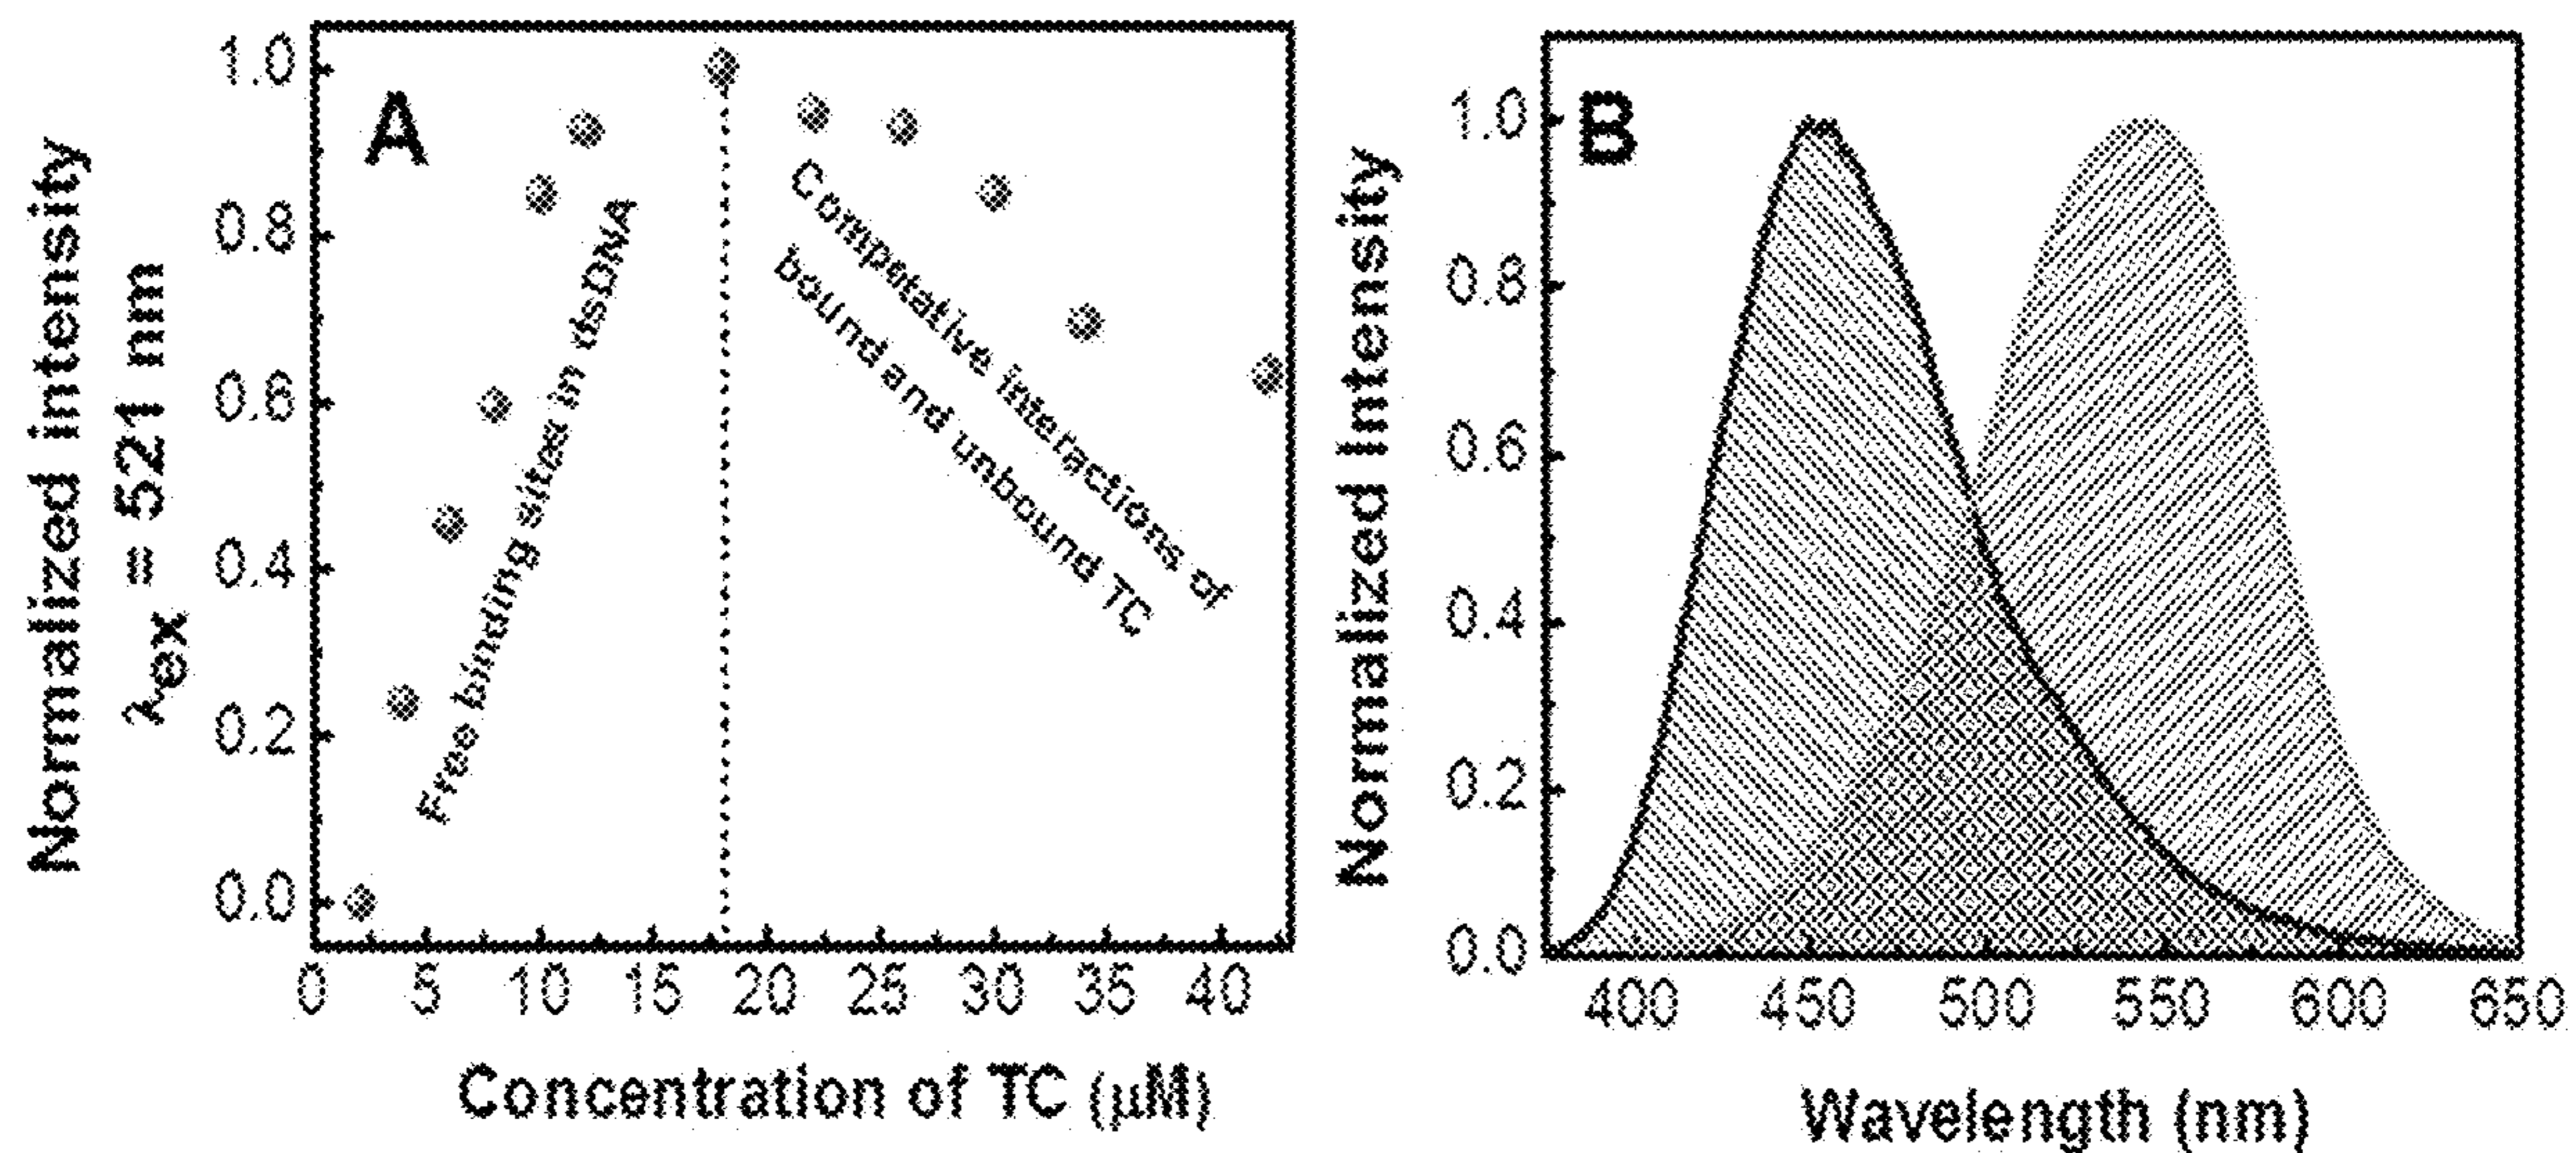 A
Normalized intensity
λex = 521 nm
1.0
0.8
0.6
0.4
0.2
0.0
Free binding sites in dsDNA
Competative interactions of
bound and unbound TC
0 5 10 15 20 25 30 35 40
Concentration of TC (μM)
B
Normalized Intensity
1.0
0.8
0.6
0.4
0.2
0.0
400 450 500 550 600 650
Wavelength (nm)